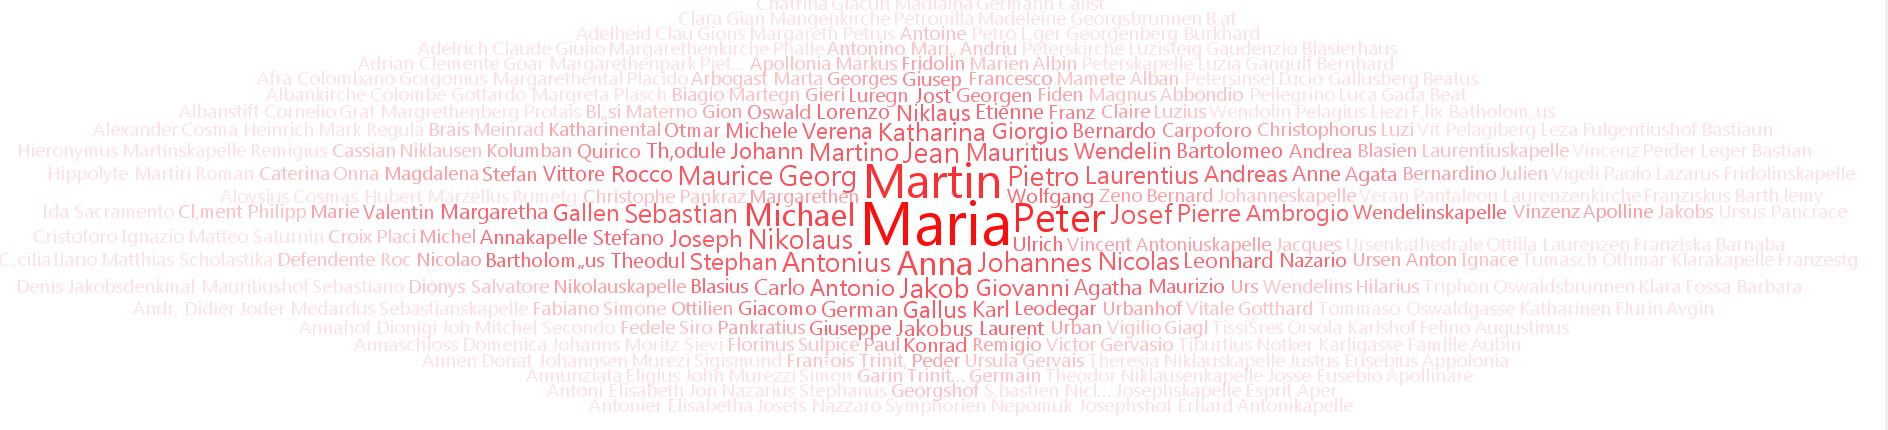 Chatrina Giacun Madlaina Germann Calist
Clara Gian Mangenkirche Petronilla Madeleine Georgsbrunnen B.at
Adelheid Clau Gions Margareth Petrus Antoine Petro L.ger Georgenberg Burkhard
Adelrich Claude Giulio Margarethenkirche Phalle Antonino Mari, Andriu Peterskirche Luzisteig Gaudenzio Blasierhaus
Adrian Clemente Goar Margarethenpark Piet... Apollonia Markus Fridolin Marien Albin Peterskapelle Luzia Gangulf Bernhard
Afra Colombano Gorgonius Margarethental Placido Arbogast Marta Georges Giusep Francesco Mamete Alban Petersinsel Lucio Gallusberg Beatus
Albankirche Colombe Gottardo Margreta Plasch Biagio Martegn Gieri Luregn Jost Georgen Fiden Magnus Abbondio Pellegrino Luca Gada Beat
Albanstift Cornelio Grat Margrethenberg Protais Bl„si Materno Gion Oswald Lorenzo Niklaus Etienne Franz Claire Luzius Wendolin Pelagius Liezi F‚lix Batholom„us
Alexander Cosma Heinrich Mark Regula Brais Meinrad Katharinental Otmar Michele Verena Katharina Giorgio Bernardo Carpoforo Christophorus Luzi Vit Pelagiberg Leza Fulgentiushof Bastiaun
Hieronymus Martinskapelle Remigius Cassian Niklausen Kolumban Quirico Th‚odule Johann Martino Jean Mauritius Wendelin Bartolomeo Andrea Blasien Laurentiuskapelle Vincenz Peider Leger Bastian
Hippolyte Martiri Roman Caterina Onna Magdalena Stefan Vittore Rocco Maurice Georg Martin Pietro Laurentius Andreas Anne Agata Bernardino Julien Vigeli Paolo Lazarus Fridolinskapelle
Aloysius Cosmas Hubert Marzellus Rumetg Christophe Pankraz Margarethen Wolfgang Zeno Bernard Johanneskapelle Veran Pantaleon Laurenzenkirche Franziskus Barth‚lemy
Ida Sacramento Cl‚ment Philipp Marie Valentin Margaretha Gallen Sebastian Michael Maria Peter Josef Pierre Ambrogio Wendelinskapelle Vinzenz Apolline Jakobs Ursus Pancrace
Cristoforo Ignazio Matteo Saturnin Croix Placi Michel Annakapelle Stefano Joseph Nikolaus Ulrich Vincent Antoniuskapelle Jacques Ursenkathedrale Ottilia Laurenzen Franziska Barnaba
C„cilia Ilario Matthias Scholastika Defendente Roc Nicolao Bartholom„us Theodul Stephan Antonius Anna Johannes Nicolas Leonhard Nazario Ursen Anton Ignace Tumasch Othmar Klarakapelle Franzestg
Denis Jakobsdenkmal Mauritiushof Sebastiano Dionys Salvatore Nikolauskapelle Blasius Carlo Antonio Jakob Giovanni Agatha Maurizio Urs Wendelins Hilarius Triphon Oswaldsbrunnen Klara Fossa Barbara
Andr‚ Didier Joder Medardus Sebastianskapelle Fabiano Simone Ottilien Giacomo German Gallus Karl Leodegar Urbanhof Vitale Gotthard Tommaso Oswaldgasse Katharinen Flurin Avgin
Annahof Dionigi Joh Mitchel Secondo Fedele Siro Pankratius Giuseppe Jakobus Laurent Urban Vigilio Giagl TissiŠres Orsola Karlshof Felino Augustinus
Annaschloss Domenica Johanns Moritz Sievi Florinus Sulpice Paul Konrad Remigio Victor Gervasio Tiburtius Notker Karligasse Famille Aubin
Annen Donat Johannsen Murezi Sigismund Fran‡ois Trinit‚ Peder Ursula Gervais Theresia Niklauskapelle Justus Eusebius Appolonia
Annunziata Eligius John Murezzi Simon Garin Trinit... Germain Theodor Niklausenkapelle Josse Eusebio Apollinare
Antoni Elisabeth Jon Nazarius Stephanus Georgshof S‚bastien Nicl... Josephskapelle Esprit Aper
Antonier Elisabetha Josefs Nazzaro Symphorien Nepomuk Josephshof Erhard Antonikapelle